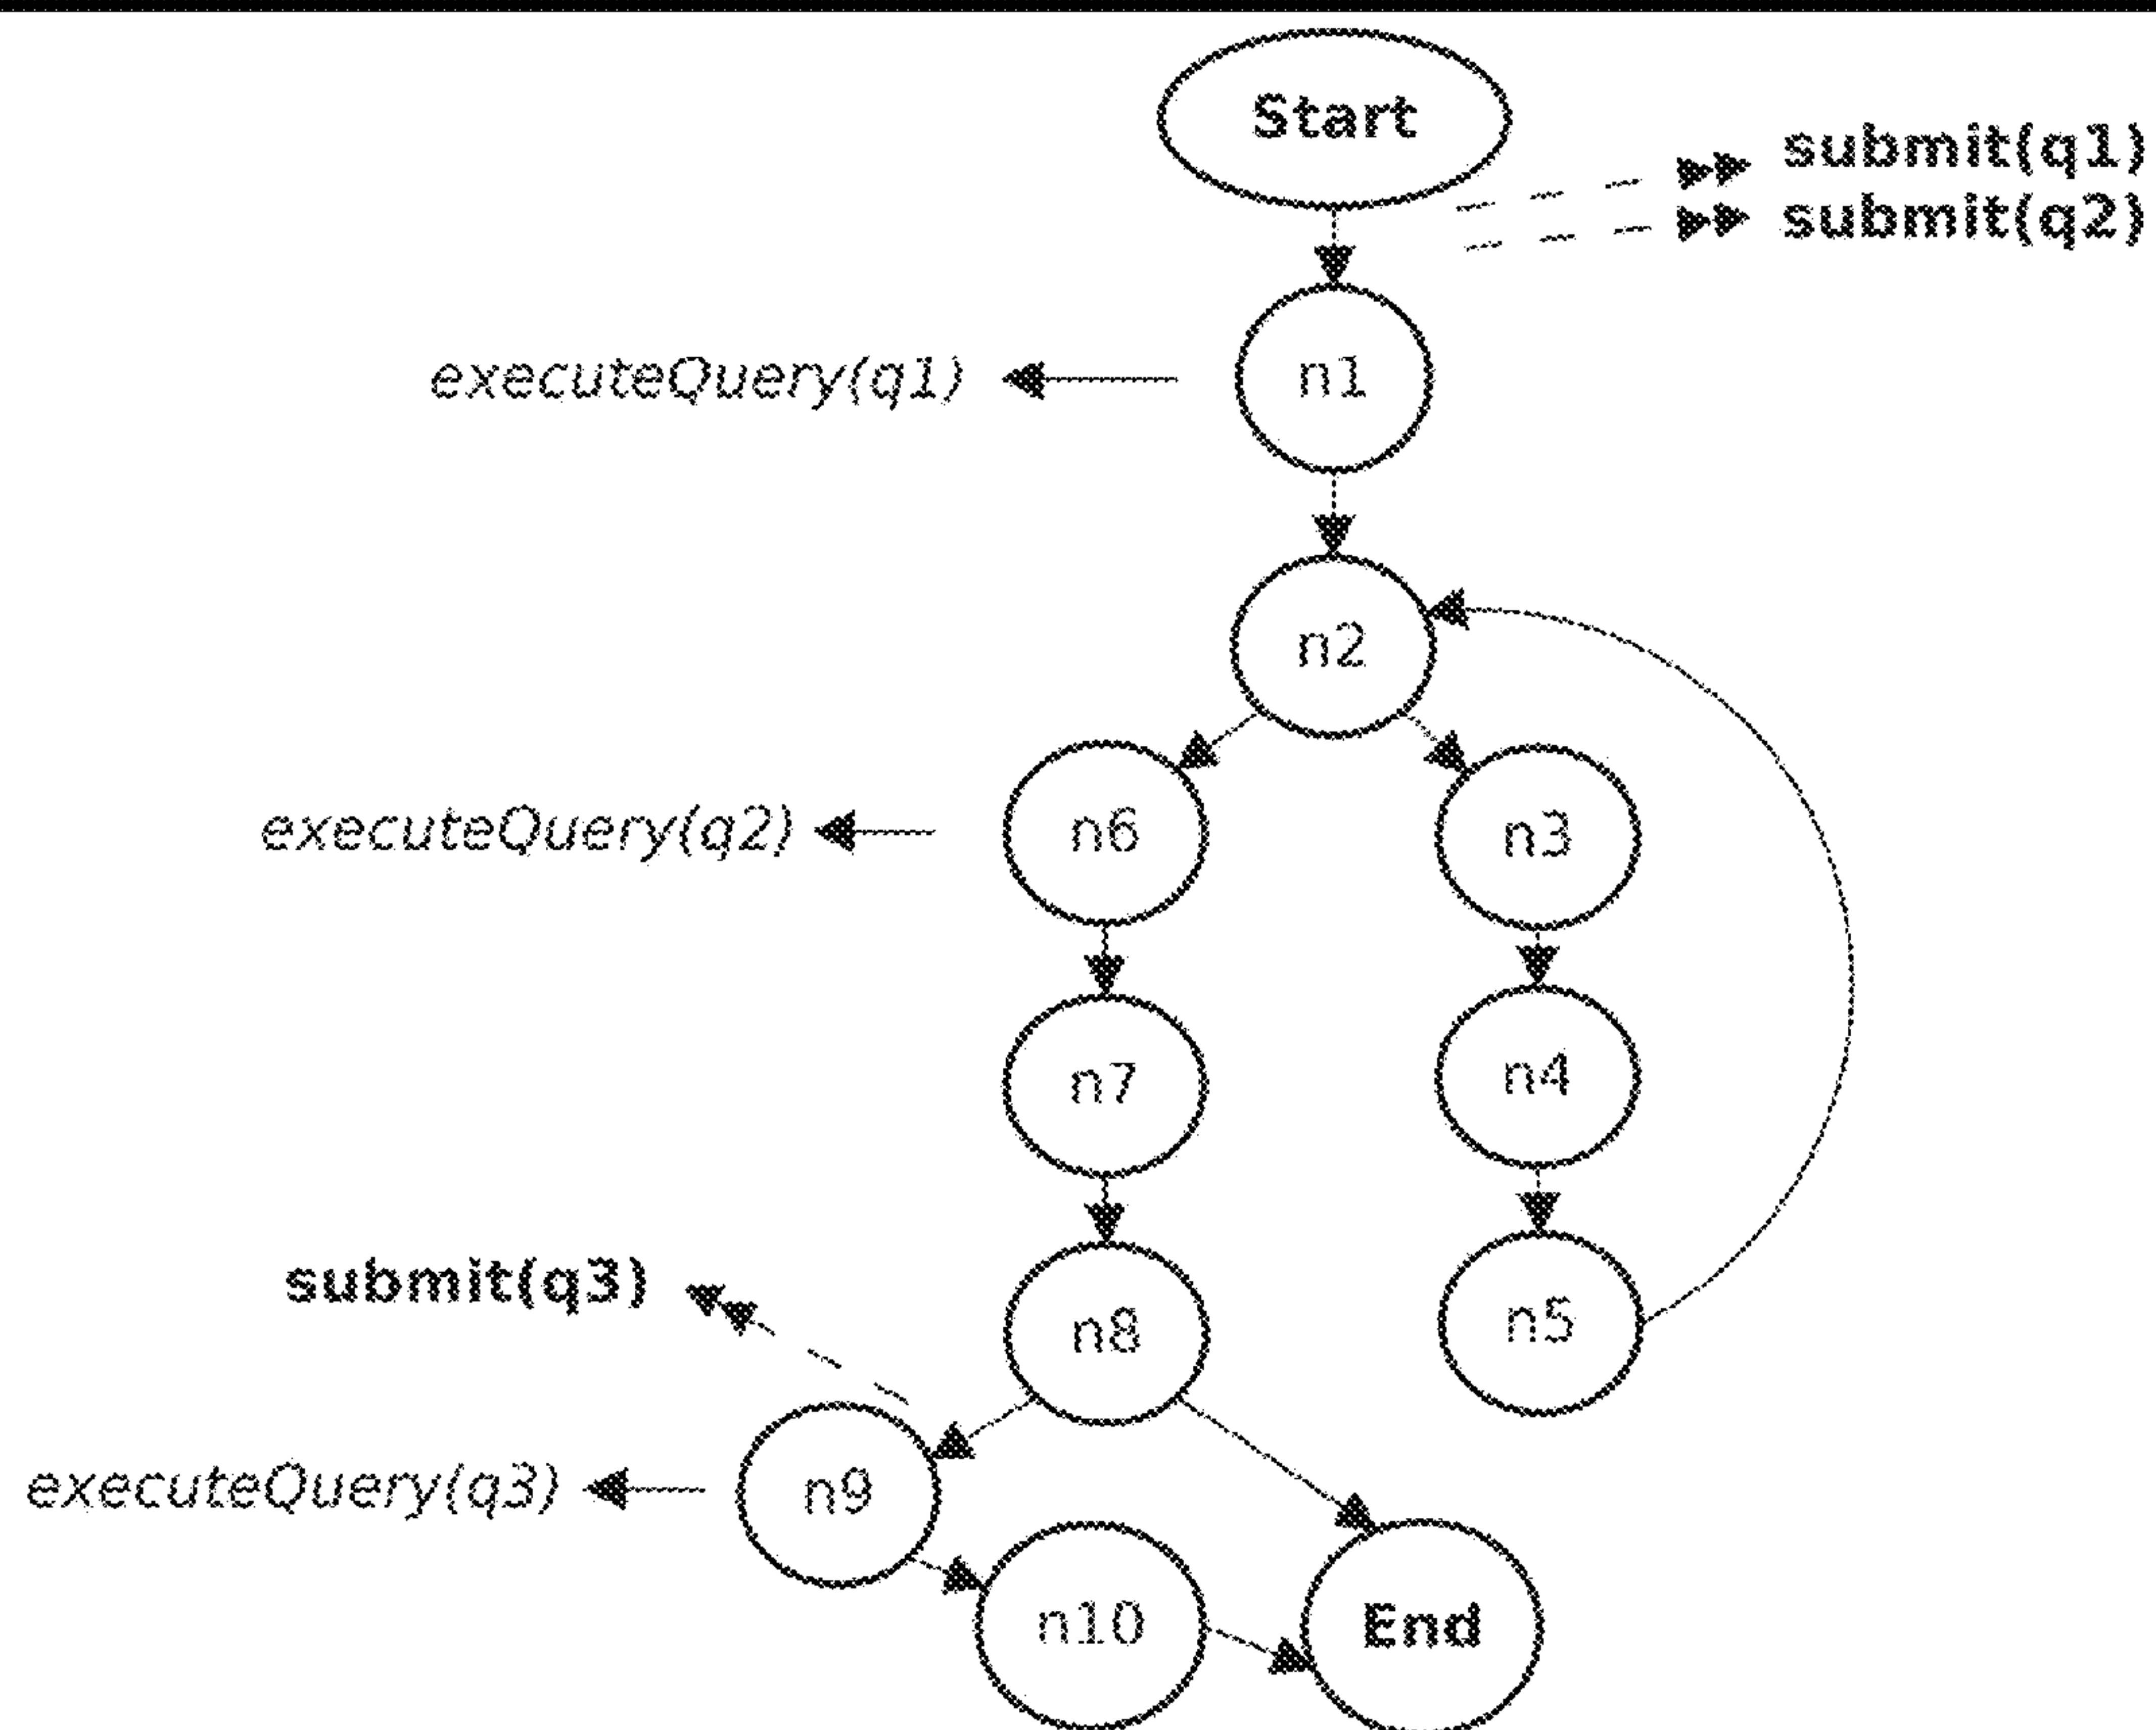 Start
submit(q1)
submit(q2)
executeQuery(q1)
n1
n2
executeQuery(q2)
n6
n3
n7
n4
submit(q3)
n8
n5
executeQuery(q3)
n9
n10
End